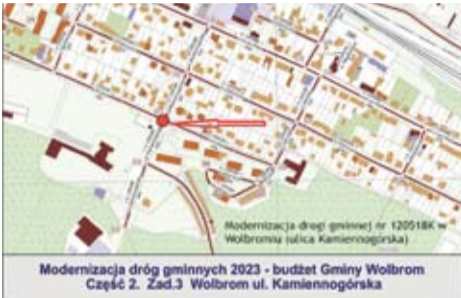 Modernizacja drogi gminnej nr 120518K w
Wolbromiu (ulica Kamiennogórska)
Modernizacja dróg gminnych 2023 - budżet Gminy Wolbrom
Część 2. Zad.3 Wolbrom ul. Kamiennogórska